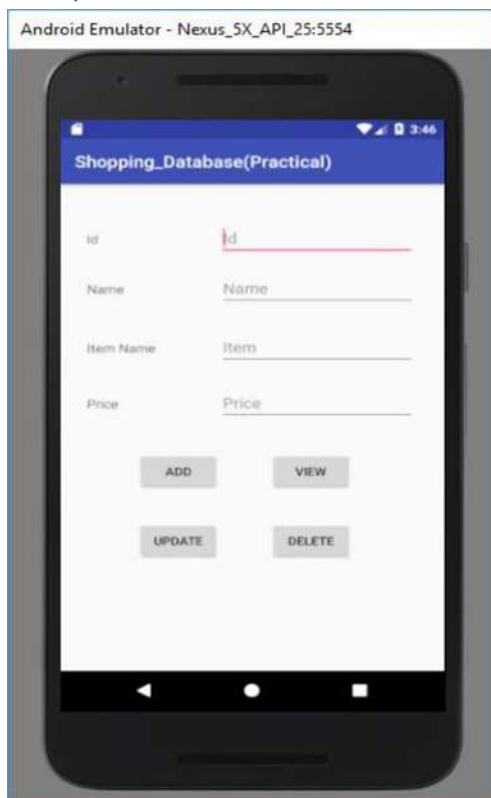 Android Emulator - Nexus_5X_API_25:5554
3:46
Shopping_Database(Practical)
Id Id
Name Name
Item Name Item
Price Price
ADD VIEW
UPDATE DELETE